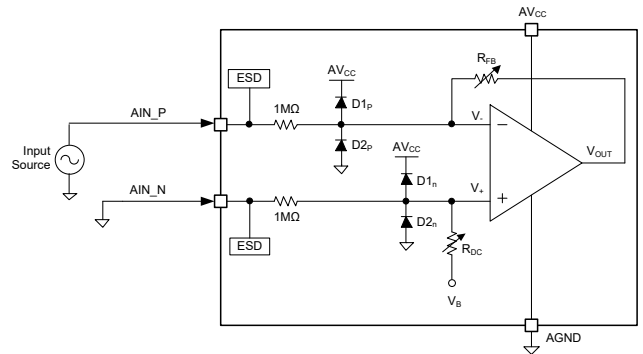 AVCC
ESD
AVCC
RFB
D1P
1MΩ
AIN_P
V-
D2P
AVCC
Input
Source
VOUT
D1n
V+
AIN_N
1MΩ
D2n
ESD
RDC
VB
AGND